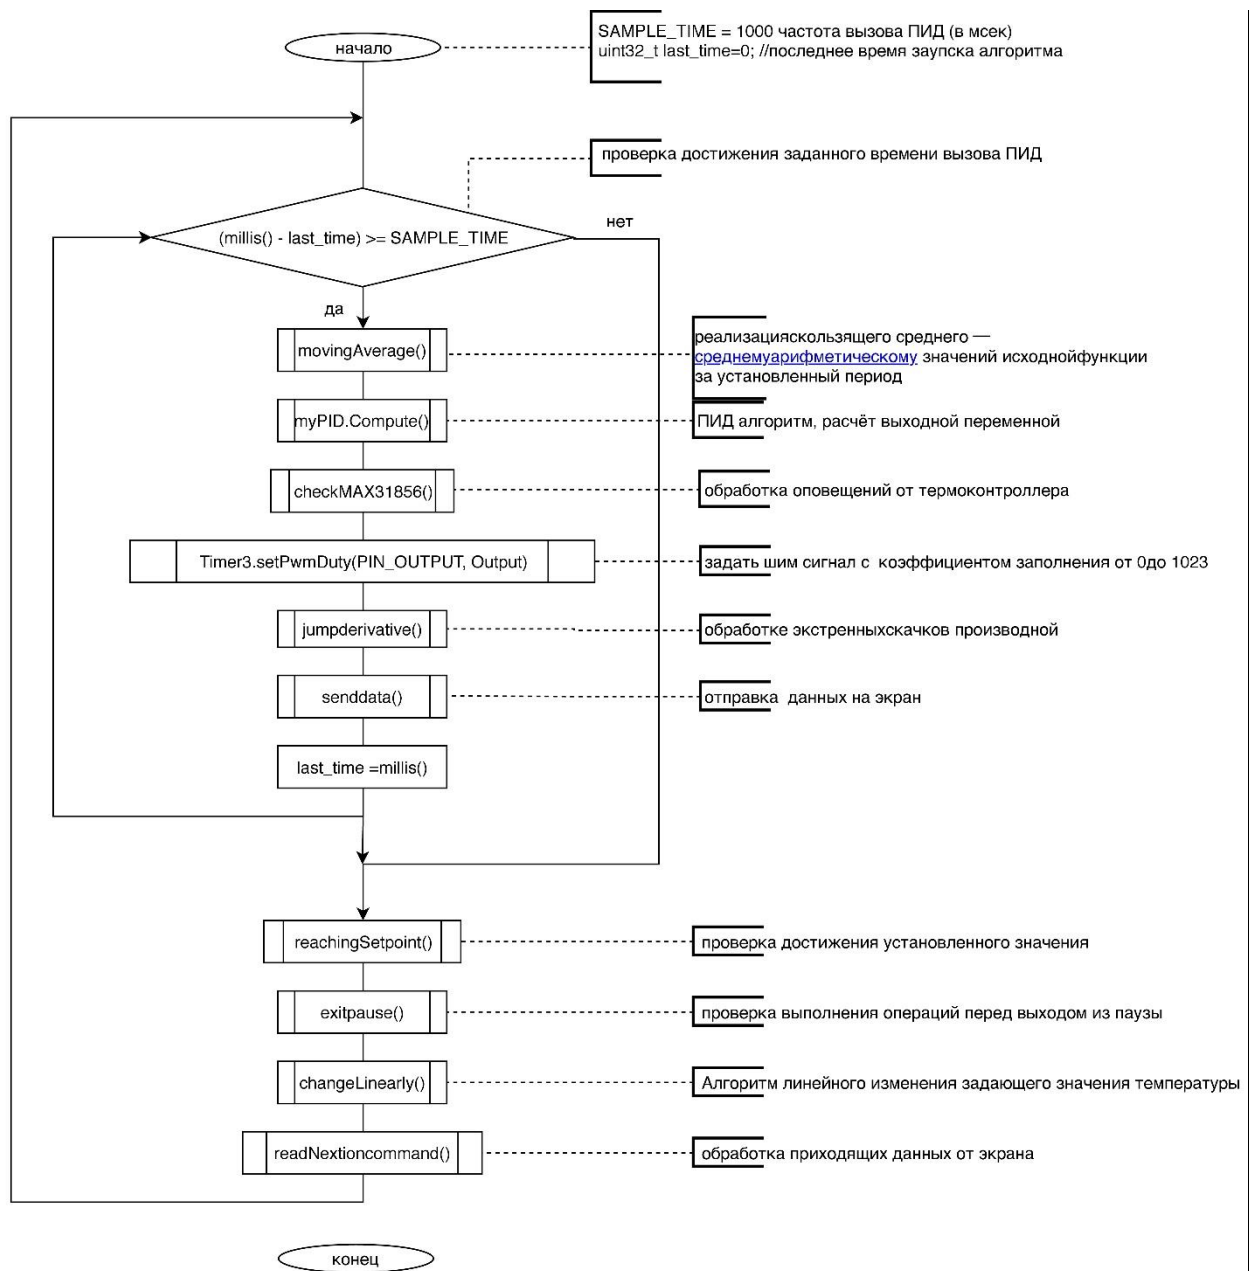 начало
SAMPLE_TIME = 1000 частота вызова ПИД (в мсек)
uint32_t last_time=0; //последнее время заупска алгоритма
проверка достижения заданного времени вызова ПИД
(millis() - last_time) >= SAMPLE_TIME
нет
да
movingAverage()
реализацияскользящего среднего —
среднемуарифметическому значений исходнойфункции
за установленный период
myPID.Compute()
ПИД алгоритм, расчёт выходной переменной
checkMAX31856()
обработка оповещений от термоконтроллера
Timer3.setPwmDuty(PIN_OUTPUT, Output)
задать шим сигнал с коэффициентом заполнения от 0до 1023
jumpderivative()
обработке экстренныхскачков производной
senddata()
отправка данных на экран
last_time =millis()
reachingSetpoint()
проверка достижения установленного значения
exitpause()
проверка выполнения операций перед выходом из паузы
changeLinearly()
Алгоритм линейного изменения задающего значения температуры
readNextioncommand()
обработка приходящих данных от экрана
конец